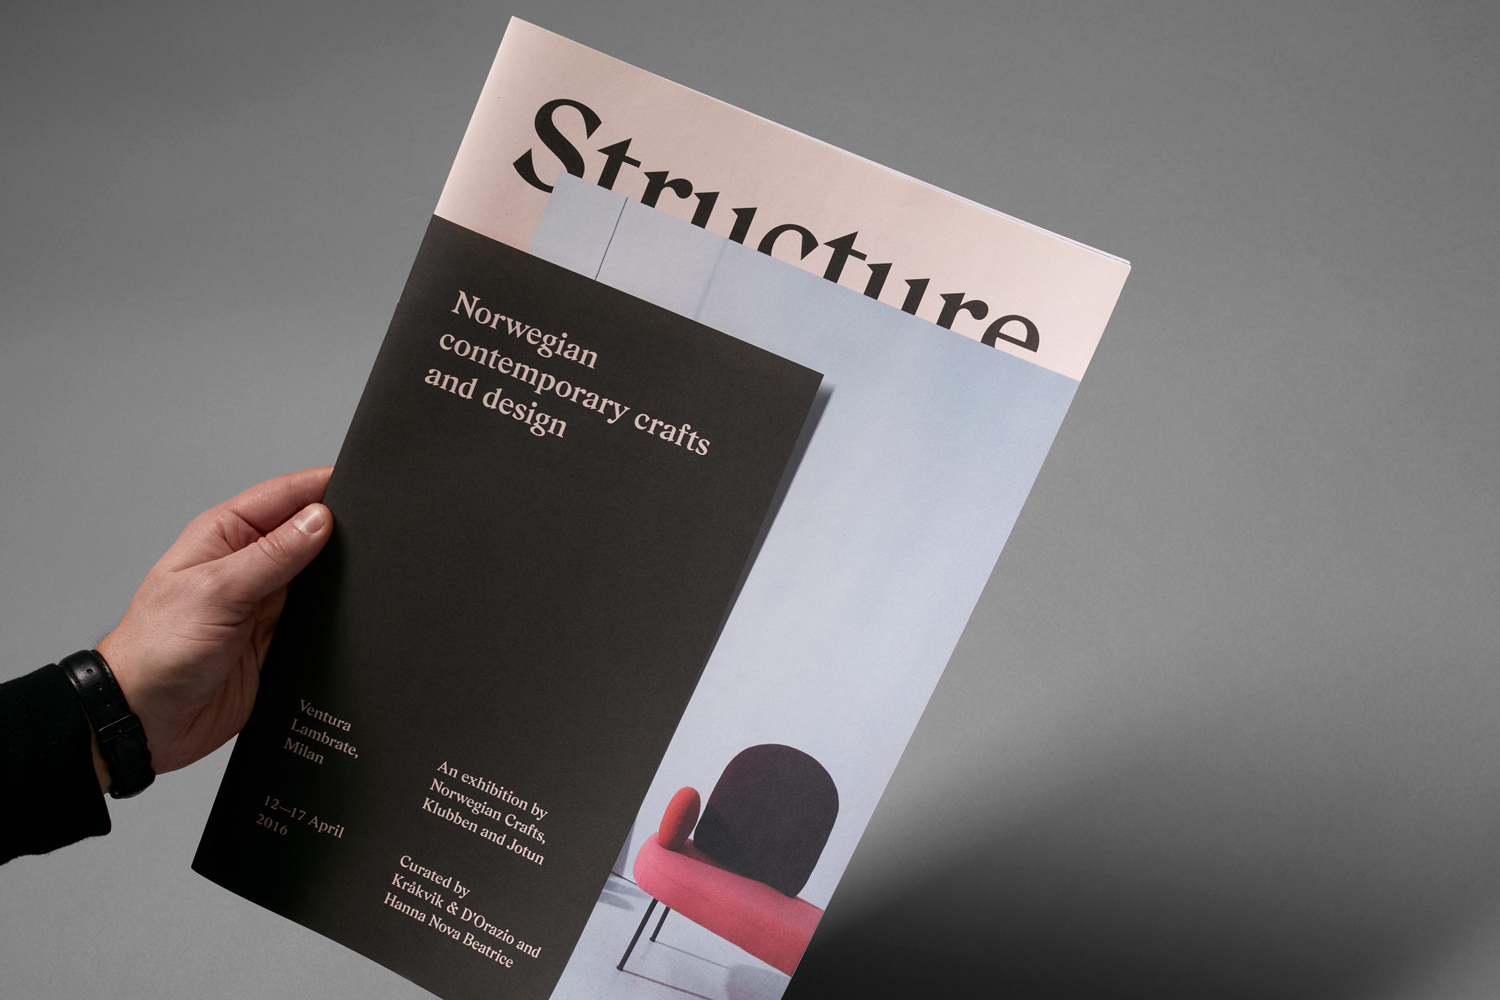 Structure
Norwegian
contemporary crafts
and design
Ventura
Lambrate,
Milan
12—17 April
2016
An exhibition by
Norwegian Crafts,
Klubben and Jotun
Curated by
Kråkvik & D'Orazio and
Hanna Nova Beatrice